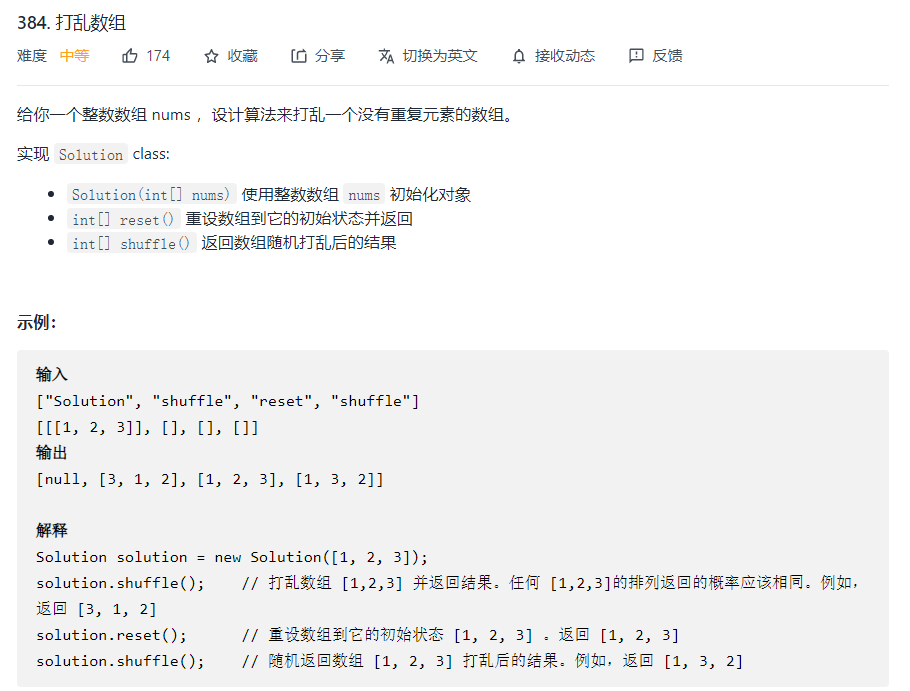 384. 打乱数组
难度 中等 174 收藏 分享 切换为英文 接收动态 反馈
给你一个整数数组 nums ，设计算法来打乱一个没有重复元素的数组。
实现 Solution class:
• Solution(int[] nums) 使用整数数组 nums 初始化对象
• int[] reset() 重设数组到它的初始状态并返回
• int[] shuffle() 返回数组随机打乱后的结果
示例：
输入
["Solution", "shuffle", "reset", "shuffle"]
[[[1, 2, 3]], [], [], []]
输出
[null, [3, 1, 2], [1, 2, 3], [1, 3, 2]]
解释
Solution solution = new Solution([1, 2, 3]);
solution.shuffle();    // 打乱数组 [1,2,3] 并返回结果。任何 [1,2,3]的排列返回的概率应该相同。例如，
返回 [3, 1, 2]
solution.reset();      // 重设数组到它的初始状态 [1, 2, 3] 。返回 [1, 2, 3]
solution.shuffle();    // 随机返回数组 [1, 2, 3] 打乱后的结果。例如，返回 [1, 3, 2]